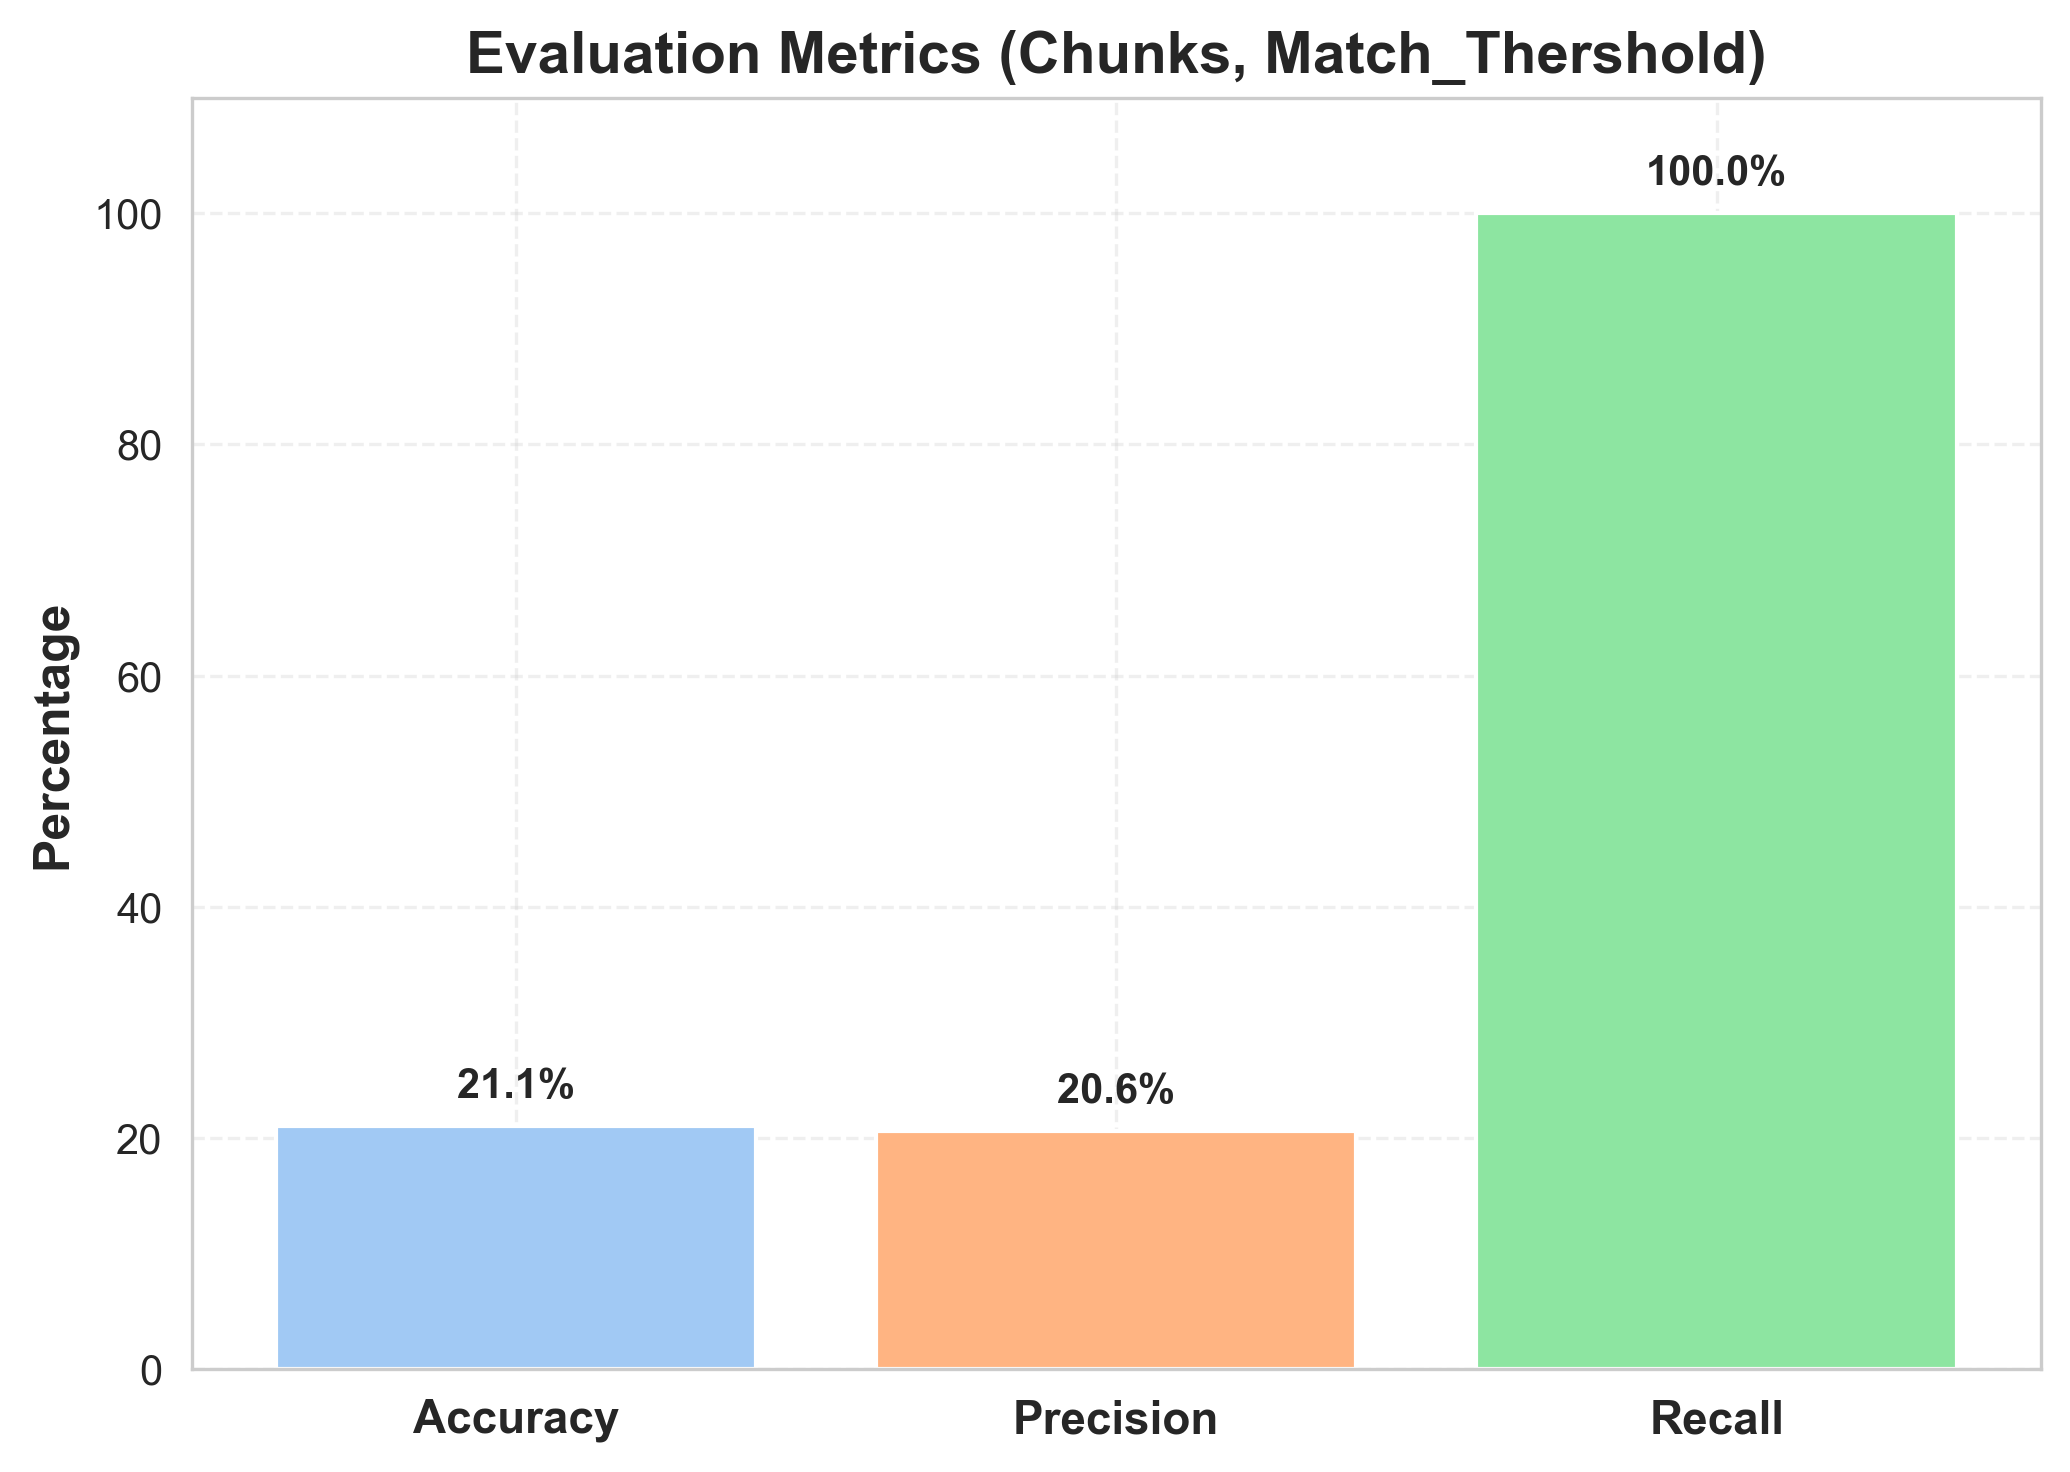 Evaluation Metrics (Chunks, Match_Thershold)
Percentage
100
80
60
40
20
0
21.1%
20.6%
100.0%
Accuracy
Precision
Recall